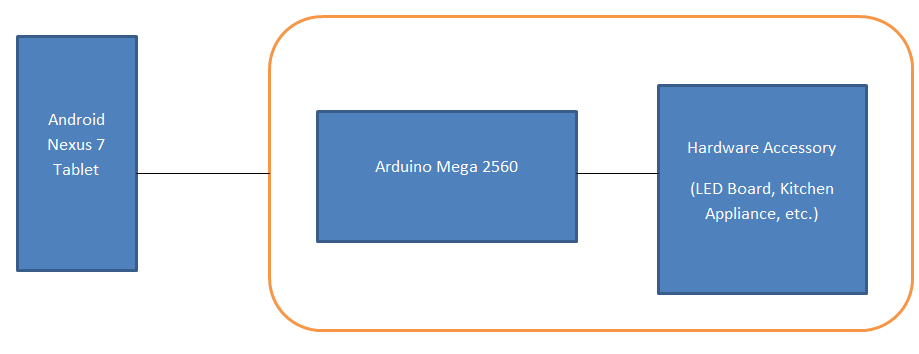 Android
Nexus 7
Tablet
Arduino Mega 2560
Hardware Accessory
(LED Board, Kitchen
Appliance, etc.)